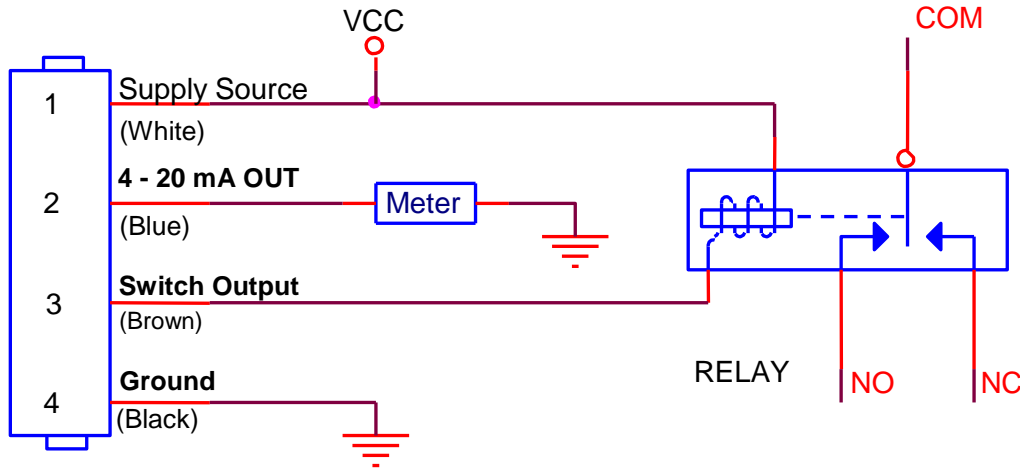 VCC
COM
1
Supply Source
(White)
4 - 20 mA OUT
2
Meter
(Blue)
Switch Output
3
(Brown)
RELAY
NO
NC
Ground
4
(Black)